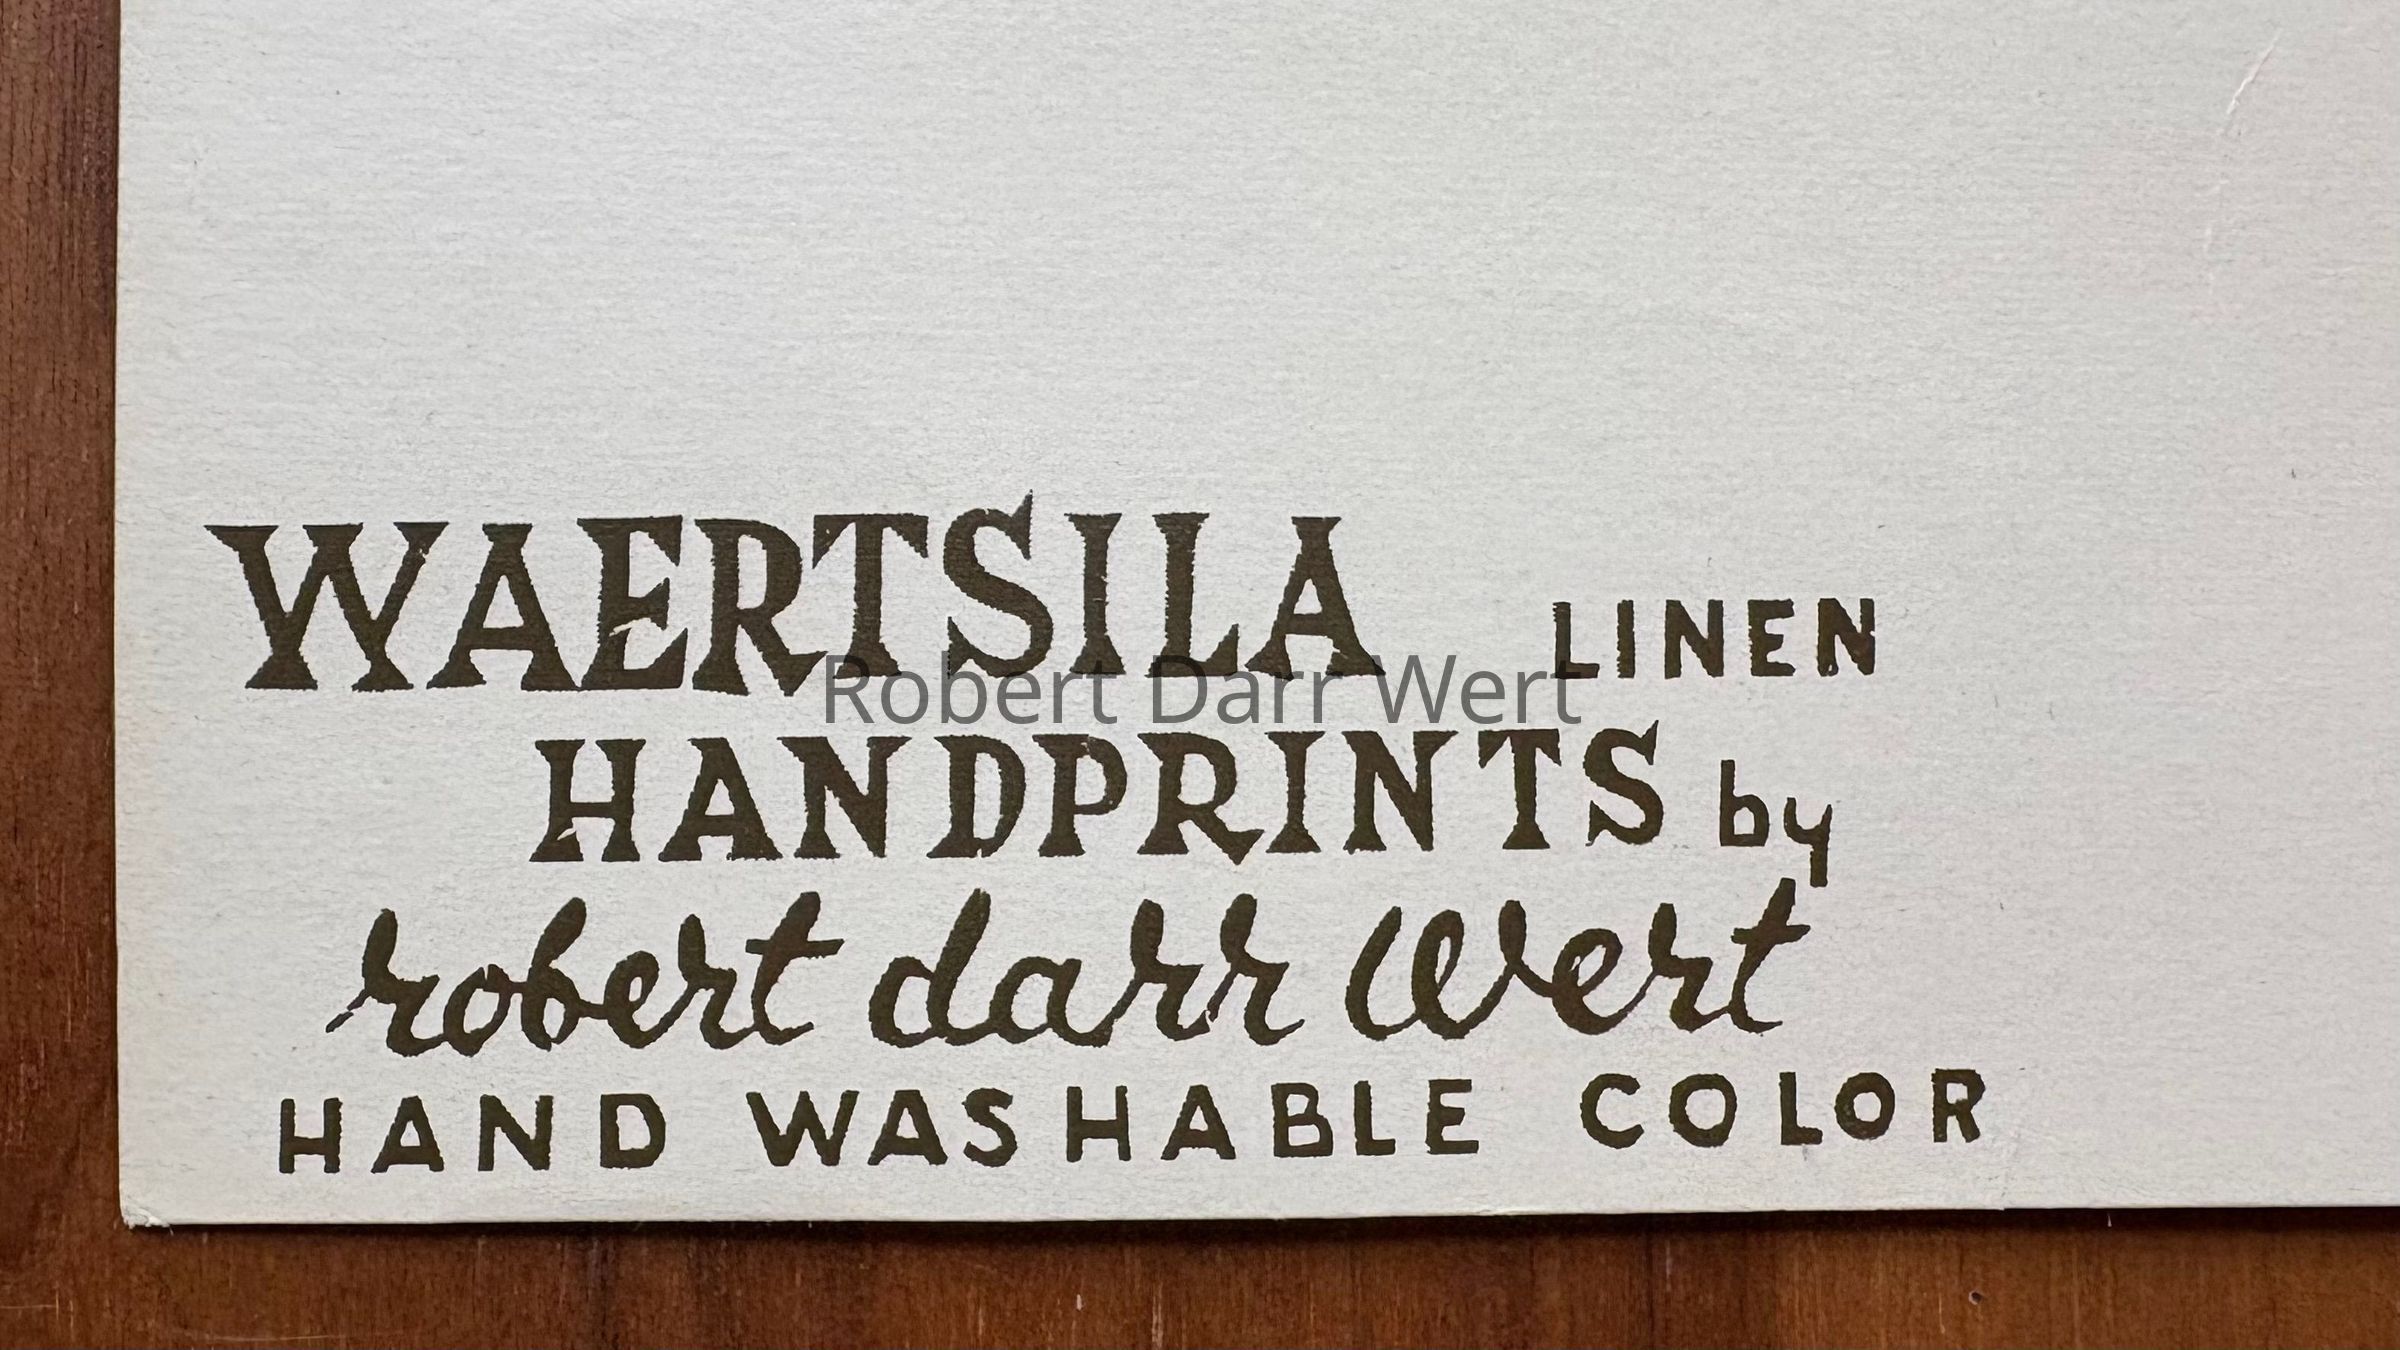 WAERTSILA LINEN
Robert Darr Wert
HANDPRINTS by
robert darr wert
HAND WASHABLE COLOR